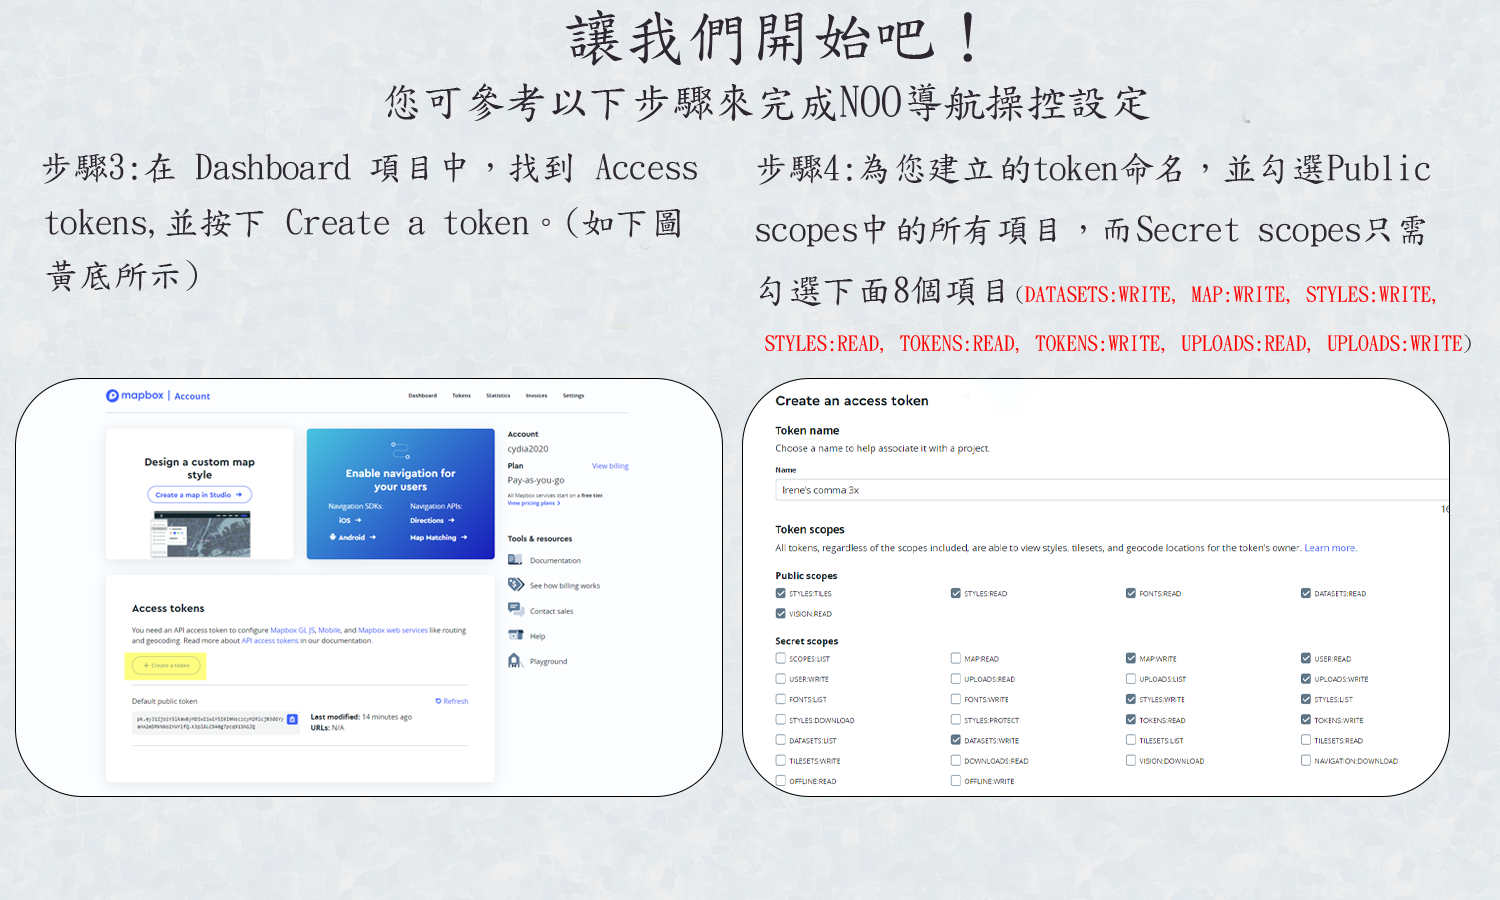 讓我們開始吧！
您可參考以下步驟來完成NOO導航操控設定
步驟3:在 Dashboard 項目中，找到 Access
tokens,並按下 Create a token。(如下圖
黃底所示)
步驟4:為您建立的token命名，並勾選Public
scopes中的所有項目，而Secret scopes只需
勾選下面8個項目(DATASETS:WRITE, MAP:WRITE, STYLES:WRITE,
STYLES:READ, TOKENS:READ, TOKENS:WRITE, UPLOADS:READ, UPLOADS:WRITE)
mapbox | Account
Dashboard Tokens Statistics Invoices Settings
Design a custom map
style
Create a map in Studio →
Enable navigation for
your users
Navigation SDKs: Navigation APIs:
iOS → Directions →
Android → Map Matching →
Account
cydia2020
Plan View billing
Pay-as-you-go
All Mapbox services start on a free tier.
View pricing plans >
Tools & resources
Documentation
See how billing works
Contact sales
Help
Playground
Access tokens
You need an API access token to configure Mapbox GL JS, Mobile, and Mapbox web services like routing
and geocoding. Read more about API access tokens in our documentation.
+ Create a token
Default public token Refresh
Last modified: 14 minutes ago
URLs: N/A
Create an access token
Token name
Choose a name to help associate it with a project.
Name
Irene's comma 3x
16
Token scopes
All tokens, regardless of the scopes included, are able to view styles, tilesets, and geocode locations for the token's owner. Learn more.
Public scopes
STYLES:TILES STYLES:READ FONTS:READ DATASETS:READ
VISION:READ
Secret scopes
SCOPES:LIST MAP:READ MAP:WRITE USER:READ
USER:WRITE UPLOADS:READ UPLOADS:LIST UPLOADS:WRITE
FONTS:LIST FONTS:WRITE STYLES:WRITE STYLES:LIST
STYLES:DOWNLOAD STYLES:PROTECT TOKENS:READ TOKENS:WRITE
DATASETS:LIST DATASETS:WRITE TILESETS:LIST TILESETS:READ
TILESETS:WRITE DOWNLOADS:READ VISION:DOWNLOAD NAVIGATION:DOWNLOAD
OFFLINE:READ OFFLINE:WRITE